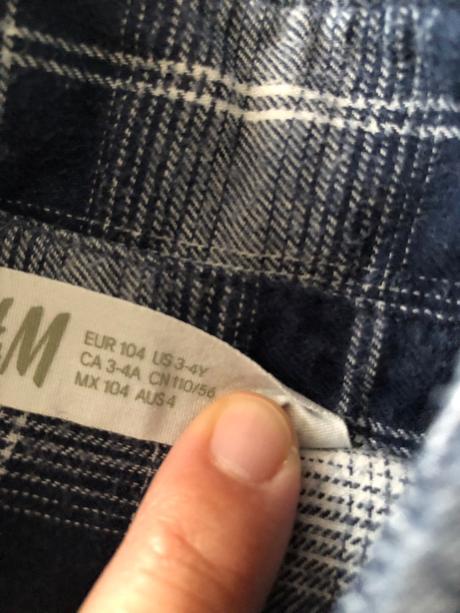 &M
EUR 104 US 3-4Y
CA 3-4A CN 110/56
MX 104 AUS 4